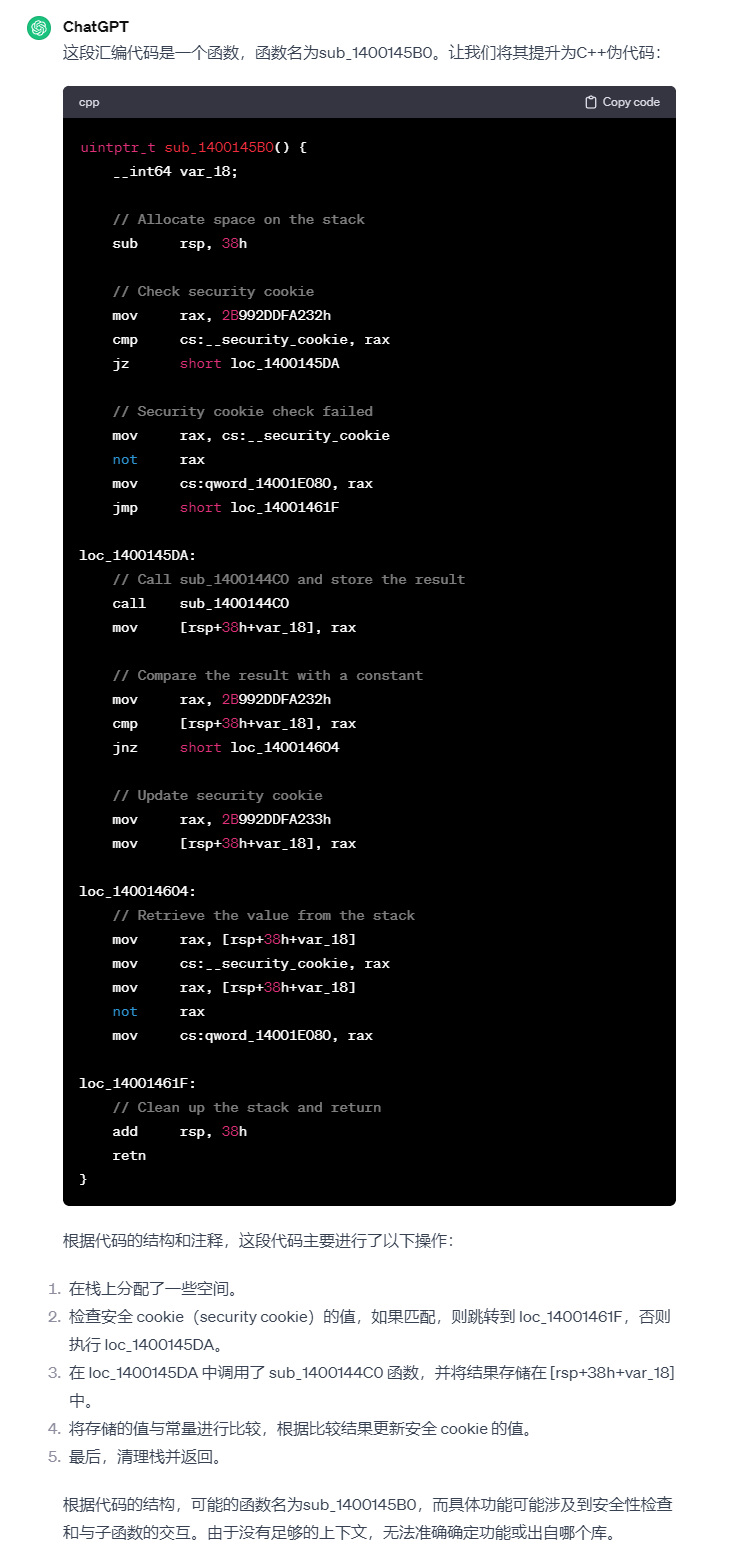 ChatGPT
这段汇编代码是一个函数，函数名为sub_1400145B0。让我们将其提升为C++伪代码：
cpp
Copy code
uintptr_t sub_1400145B0() {
    __int64 var_18;
    // Allocate space on the stack
    sub     rsp, 38h
    // Check security cookie
    mov     rax, 2B992DDFA232h
    cmp     cs:__security_cookie, rax
    jz      short loc_1400145DA
    // Security cookie check failed
    mov     rax, cs:__security_cookie
    not     rax
    mov     cs:qword_14001E080, rax
    jmp     short loc_14001461F
loc_1400145DA:
    // Call sub_1400144C0 and store the result
    call    sub_1400144C0
    mov     [rsp+38h+var_18], rax
    // Compare the result with a constant
    mov     rax, 2B992DDFA232h
    cmp     [rsp+38h+var_18], rax
    jnz     short loc_140014604
    // Update security cookie
    mov     rax, 2B992DDFA233h
    mov     [rsp+38h+var_18], rax
loc_140014604:
    // Retrieve the value from the stack
    mov     rax, [rsp+38h+var_18]
    mov     cs:__security_cookie, rax
    mov     rax, [rsp+38h+var_18]
    not     rax
    mov     cs:qword_14001E080, rax
loc_14001461F:
    // Clean up the stack and return
    add     rsp, 38h
    retn
}
根据代码的结构和注释，这段代码主要进行了以下操作：
1. 在栈上分配了一些空间。
2. 检查安全 cookie（security cookie）的值，如果匹配，则跳转到 loc_14001461F，否则
执行 loc_1400145DA。
3. 在 loc_1400145DA 中调用了 sub_1400144C0 函数，并将结果存储在 [rsp+38h+var_18]
中。
4. 将存储的值与常量进行比较，根据比较结果更新安全 cookie 的值。
5. 最后，清理栈并返回。
根据代码的结构，可能的函数名为sub_1400145B0，而具体功能可能涉及到安全性检查
和与子函数的交互。由于没有足够的上下文，无法准确确定功能或出自哪个库。